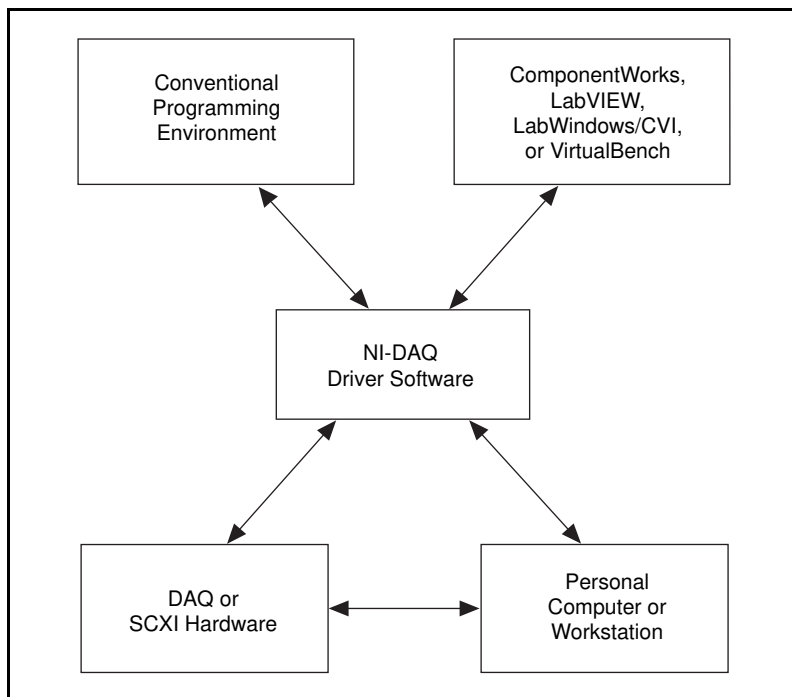 Conventional
Programming
Environment
ComponentWorks,
LabVIEW,
LabWindows/CVI,
or VirtualBench
NI-DAQ
Driver Software
DAQ or
SCXI Hardware
Personal
Computer or
Workstation